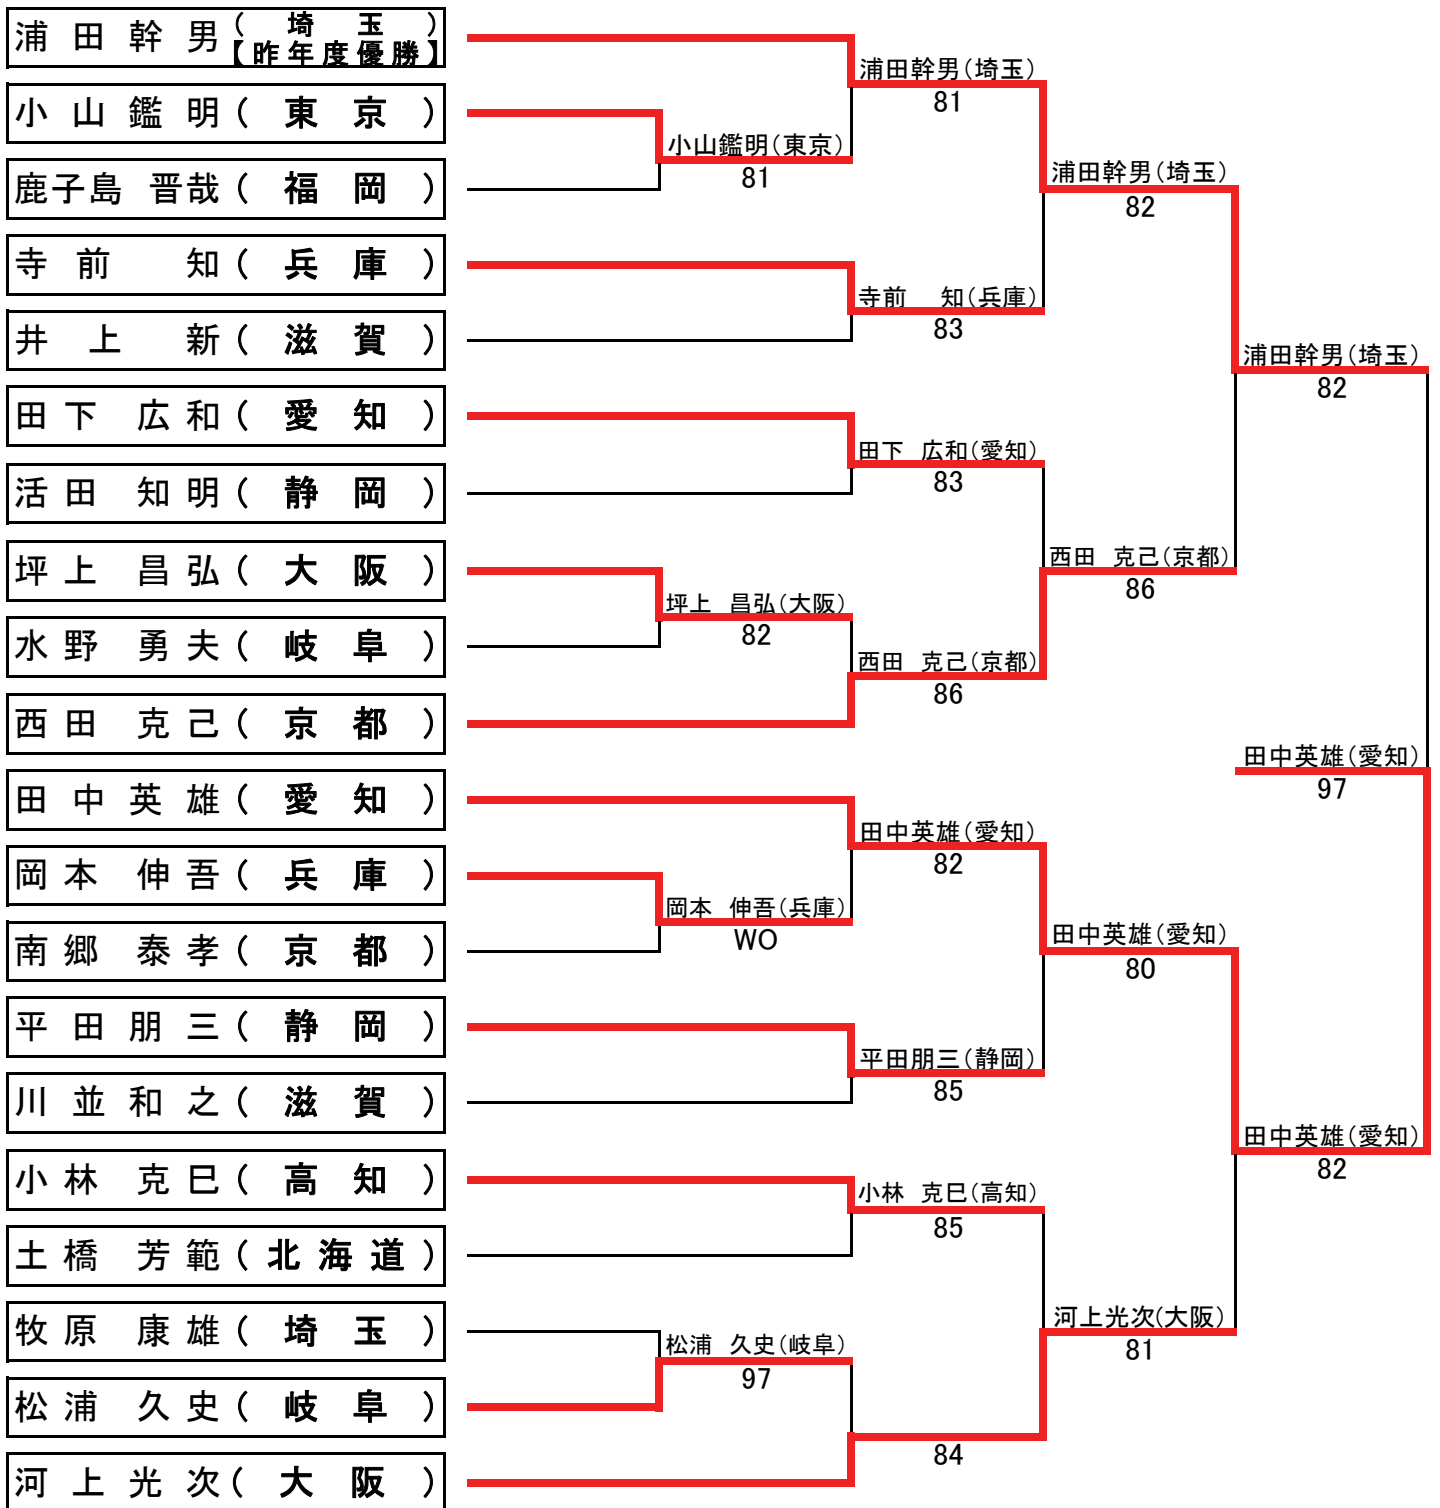 浦田幹男(埼玉)
【昨年度優勝】
小山鑑明(東京)
鹿子島 晋哉(福岡)
寺前 知(兵庫)
井上 新(滋賀)
田下 広和(愛知)
活田 知明(静岡)
坪上 昌弘(大阪)
水野 勇夫(岐阜)
西田 克己(京都)
田中英雄(愛知)
岡本 伸吾(兵庫)
南郷 泰孝(京都)
平田朋三(静岡)
川並和之(滋賀)
小林 克巳(高知)
土橋 芳範(北海道)
牧原 康雄(埼玉)
松浦 久史(岐阜)
河上光次(大阪)
小山鑑明(東京)
81
坪上 昌弘(大阪)
82
岡本 伸吾(兵庫)
WO
松浦 久史(岐阜)
97
浦田幹男(埼玉)
81
寺前 知(兵庫)
83
田下 広和(愛知)
83
西田 克己(京都)
86
田中英雄(愛知)
82
平田朋三(静岡)
85
小林 克巳(高知)
85
84
浦田幹男(埼玉)
82
西田 克己(京都)
86
田中英雄(愛知)
80
河上光次(大阪)
81
浦田幹男(埼玉)
82
田中英雄(愛知)
97
田中英雄(愛知)
82